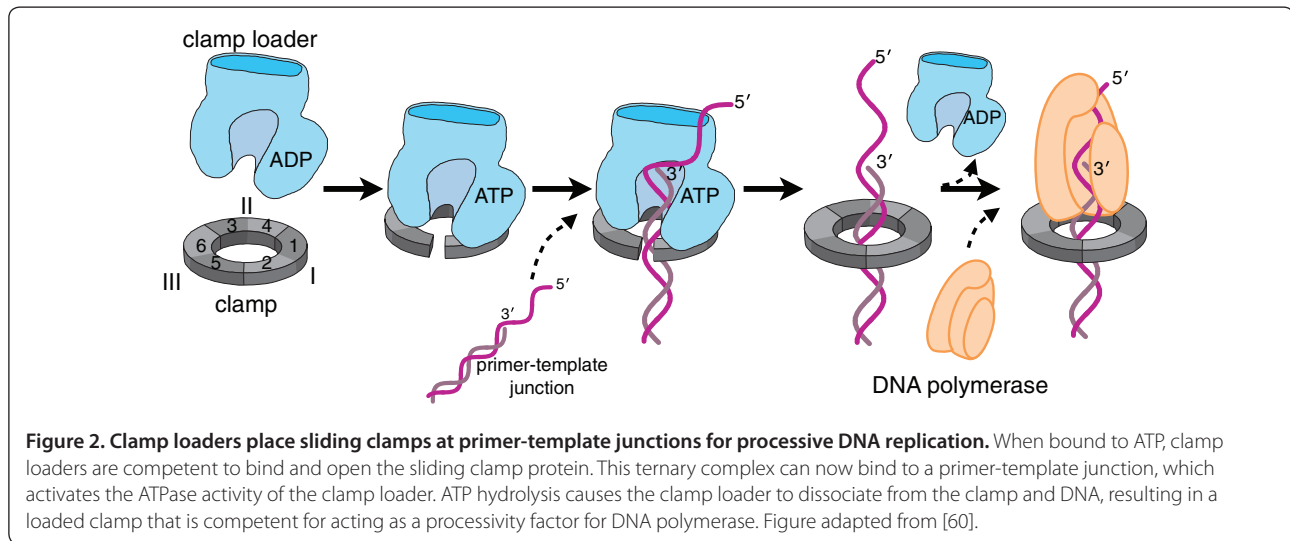 clamp loader
ADP
II
3 4
6 1
5 2
III I
clamp
ATP
5′
3′
primer-template
junction
5′
3′
ATP
5′
3′
ADP
DNA polymerase
5′
3′
Figure 2. Clamp loaders place sliding clamps at primer-template junctions for processive DNA replication. When bound to ATP, clamp
loaders are competent to bind and open the sliding clamp protein. This ternary complex can now bind to a primer-template junction, which
activates the ATPase activity of the clamp loader. ATP hydrolysis causes the clamp loader to dissociate from the clamp and DNA, resulting in a
loaded clamp that is competent for acting as a processivity factor for DNA polymerase. Figure adapted from [60].